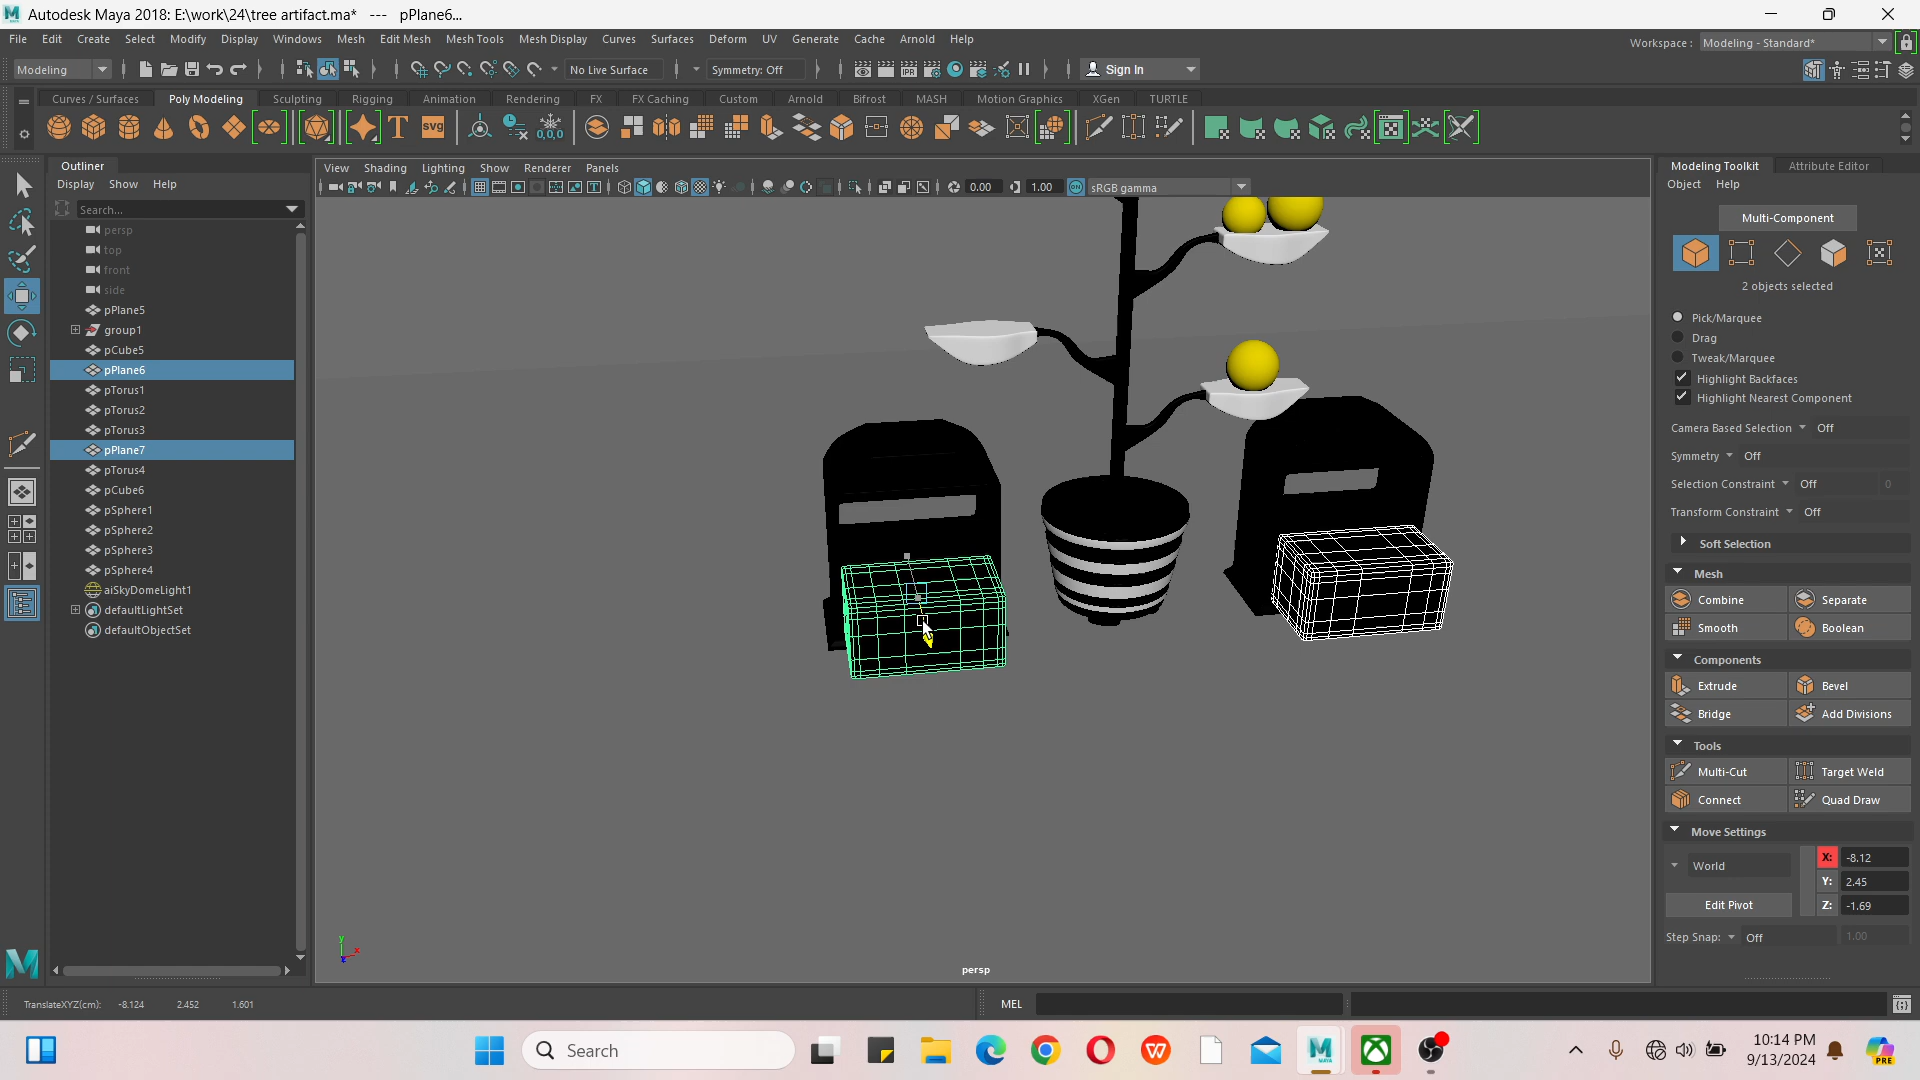 Autodesk Maya 2018: E:\work\24\tree artifact.ma* --- pPlane6...
File Edit Create Select Modify Display Windows Mesh Edit Mesh Mesh Tools Mesh Display Curves Surfaces Deform UV Generate Cache Arnold Help
Workspace : Modeling - Standard*
Modeling
No Live Surface
Symmetry: Off
Sign In
Curves / Surfaces Poly Modeling Sculpting Rigging Animation Rendering FX FX Caching Custom Arnold Bifrost MASH Motion Graphics XGen TURTLE
Outliner
Display Show Help
Search...
persp
top
front
side
pPlane5
group1
pCube5
pPlane6
pTorus1
pTorus2
pTorus3
pPlane7
pTorus4
pCube6
pSphere1
pSphere2
pSphere3
pSphere4
aiSkyDomeLight1
defaultLightSet
defaultObjectSet
View Shading Lighting Show Renderer Panels
0.00 1.00 sRGB gamma
persp
Modeling Toolkit Attribute Editor
Object Help
Multi-Component
2 objects selected
Pick/Marquee
Drag
Tweak/Marquee
Highlight Backfaces
Highlight Nearest Component
Camera Based Selection Off
Symmetry Off
Selection Constraint Off 0
Transform Constraint Off
Soft Selection
Mesh
Combine Separate
Smooth Boolean
Components
Extrude Bevel
Bridge Add Divisions
Tools
Multi-Cut Target Weld
Connect Quad Draw
Move Settings
World X: -8.12
Y: 2.45
Edit Pivot Z: -1.69
Step Snap: Off 1.00
TranslateXYZ(cm): -8.124 2.452 1.601
MEL
Search
10:14 PM
9/13/2024